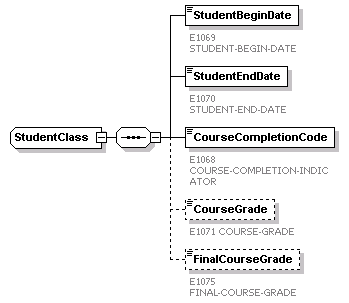 StudentBeginDate
E1069
STUDENT-BEGIN-DATE
StudentEndDate
E1070
STUDENT-END-DATE
StudentClass
CourseCompletionCode
E1068
COURSE-COMPLETION-INDIC
ATOR
CourseGrade
E1071 COURSE-GRADE
FinalCourseGrade
E1075
FINAL-COURSE-GRADE